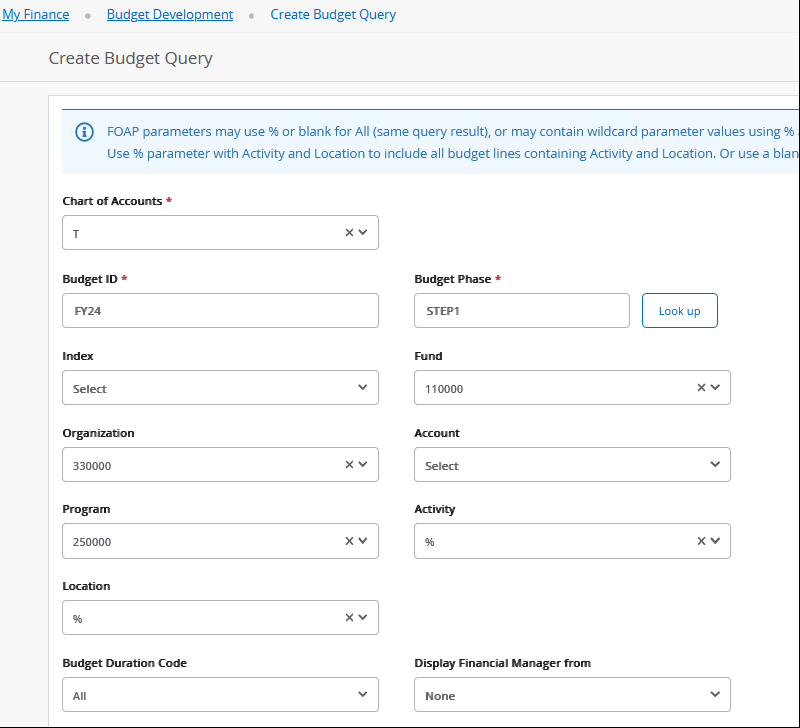 My Finance • Budget Development • Create Budget Query
Create Budget Query
FOAP parameters may use % or blank for All (same query result), or may contain wildcard parameter values using %
Use % parameter with Activity and Location to include all budget lines containing Activity and Location. Or use a blan
Chart of Accounts *
T
Budget ID * Budget Phase *
FY24 STEP1 Look up
Index Fund
Select 110000
Organization Account
330000 Select
Program Activity
250000 %
Location
%
Budget Duration Code Display Financial Manager from
All None